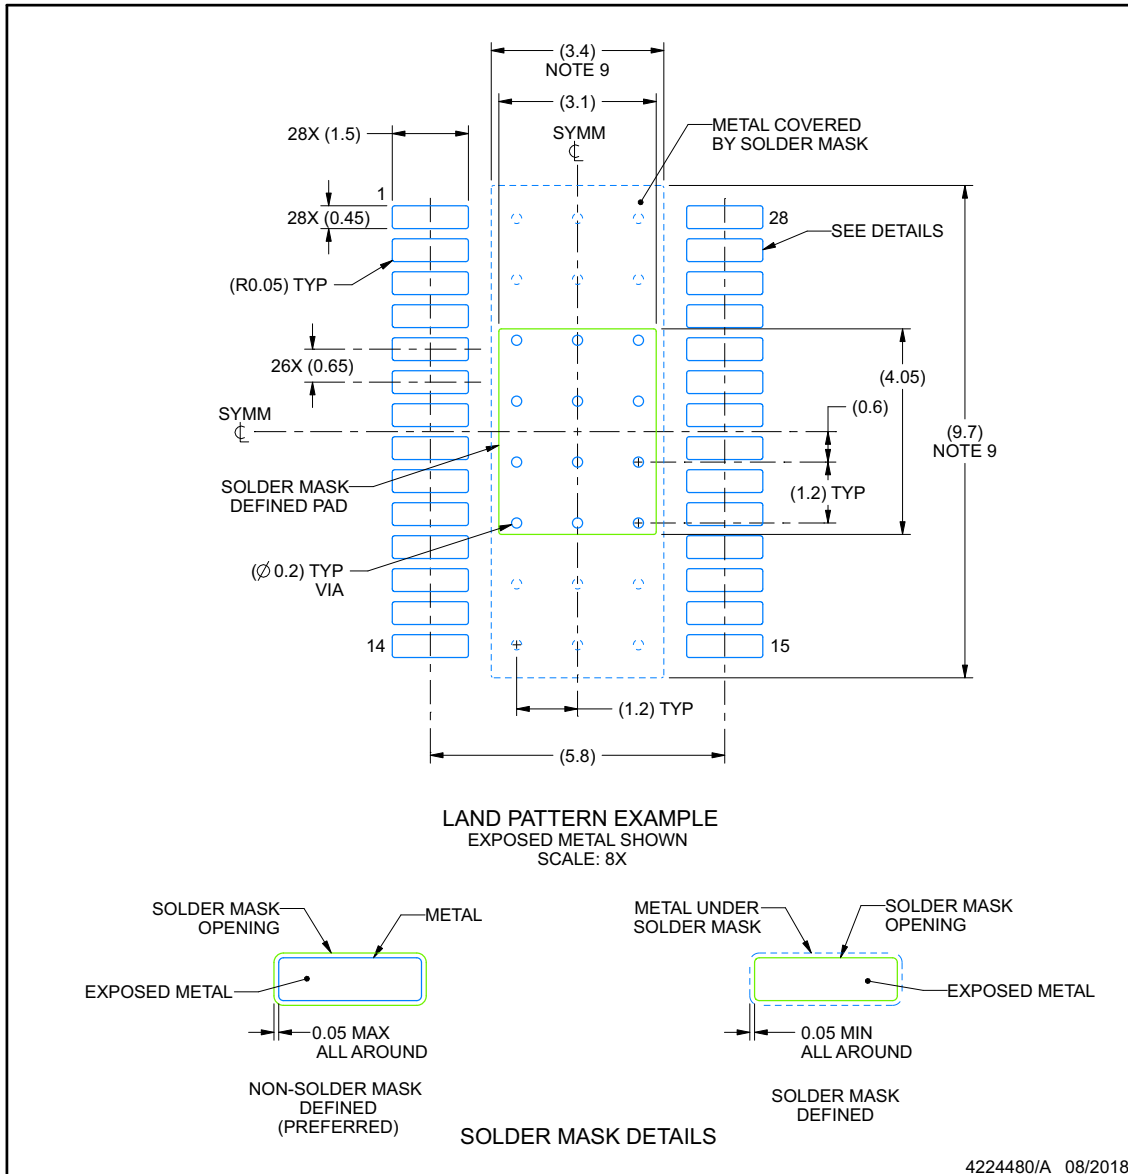 (3.4)
NOTE 9
(3.1)
SYMM
℄
METAL COVERED
BY SOLDER MASK
28X (1.5)
1
28X (0.45)
28
SEE DETAILS
(R0.05) TYP
26X (0.65)
(4.05)
(0.6)
SYMM
℄
(9.7)
NOTE 9
SOLDER MASK
DEFINED PAD
(1.2) TYP
(Ø 0.2) TYP
VIA
14
15
(1.2) TYP
(5.8)
LAND PATTERN EXAMPLE
EXPOSED METAL SHOWN
SCALE: 8X
SOLDER MASK
OPENING
METAL
EXPOSED METAL
0.05 MAX
ALL AROUND
NON-SOLDER MASK
DEFINED
(PREFERRED)
METAL UNDER
SOLDER MASK
SOLDER MASK
OPENING
EXPOSED METAL
0.05 MIN
ALL AROUND
SOLDER MASK
DEFINED
SOLDER MASK DETAILS
4224480/A 08/2018